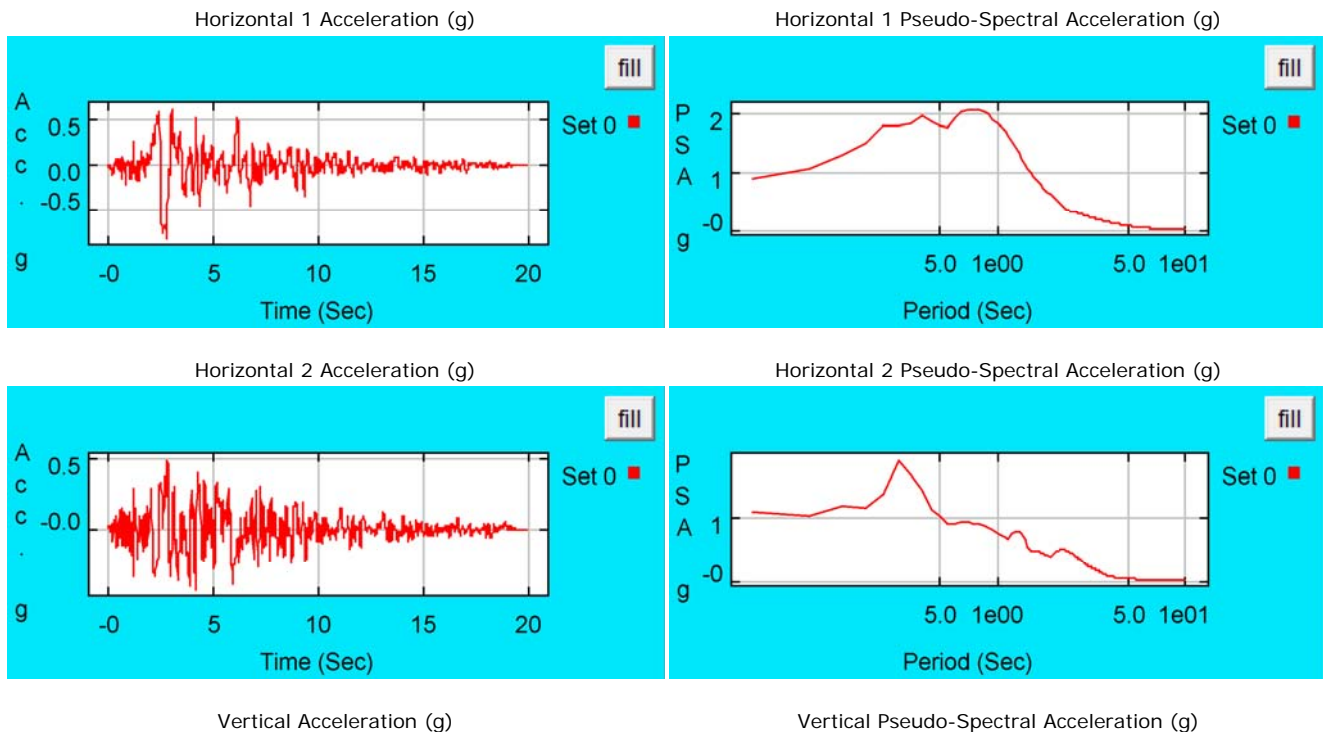 Horizontal 1 Acceleration (g)
fill
A
c
c
.
g
0.5
0.0
-0.5
Set 0
-0 5 10 15 20
Time (Sec)
Horizontal 1 Pseudo-Spectral Acceleration (g)
fill
P
S
A
g
2
1
-0
Set 0
5.0 1e00 5.0 1e01
Period (Sec)
Horizontal 2 Acceleration (g)
fill
A
c
c
.
g
0.5
-0.0
Set 0
-0 5 10 15 20
Time (Sec)
Horizontal 2 Pseudo-Spectral Acceleration (g)
fill
P
S
A
g
1
-0
Set 0
5.0 1e00 5.0 1e01
Period (Sec)
Vertical Acceleration (g)
Vertical Pseudo-Spectral Acceleration (g)